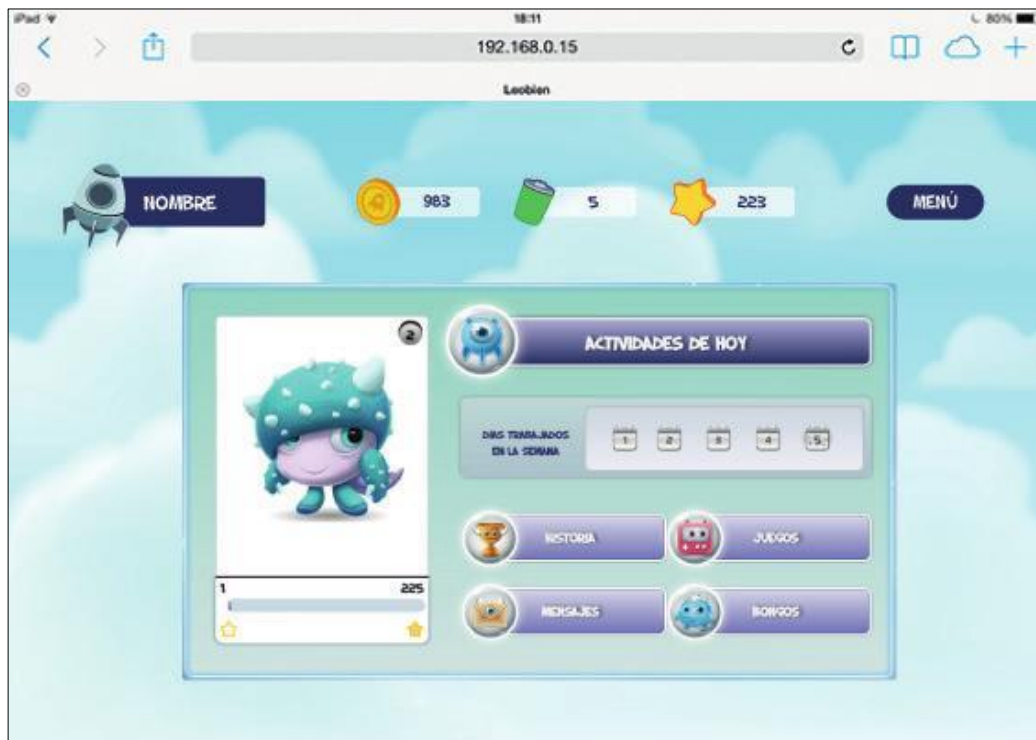 iPad
18:11
80%
192.168.0.15
Leobien
NOMBRE
983
5
223
MENÚ
2
ACTIVIDADES DE HOY
DIAS TRABAJADOS
EN LA SEMANA
1 2 3 4 5
HISTORIA
JUEGOS
1 225
MENSAJES
BONGOS